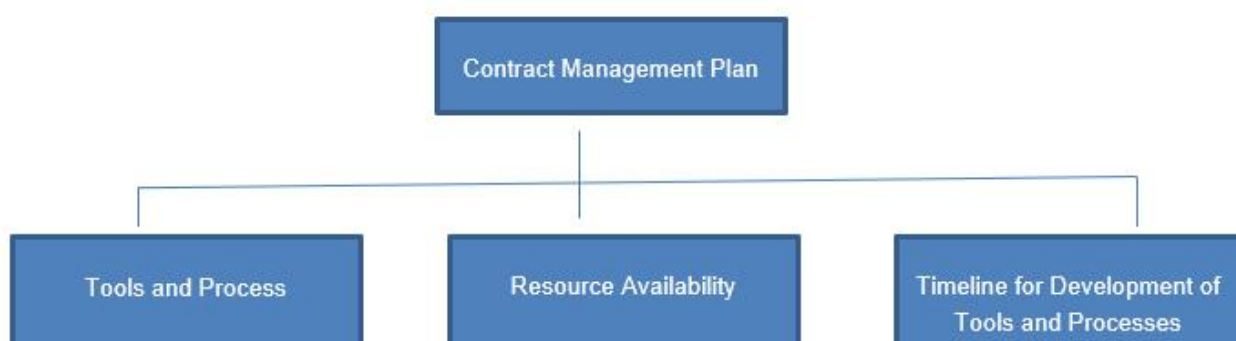 Contract Management Plan
Tools and Process
Resource Availability
Timeline for Development of
Tools and Processes